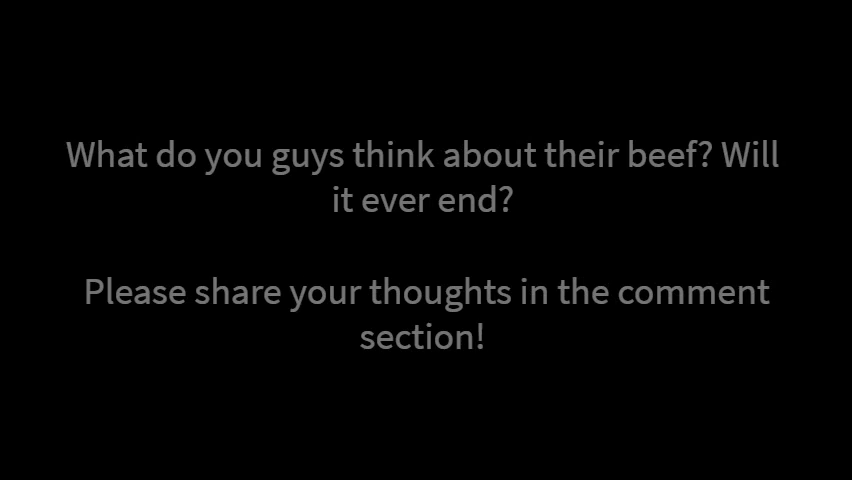 What do you guys think about their beef? Will
it ever end?
Please share your thoughts in the comment
section!